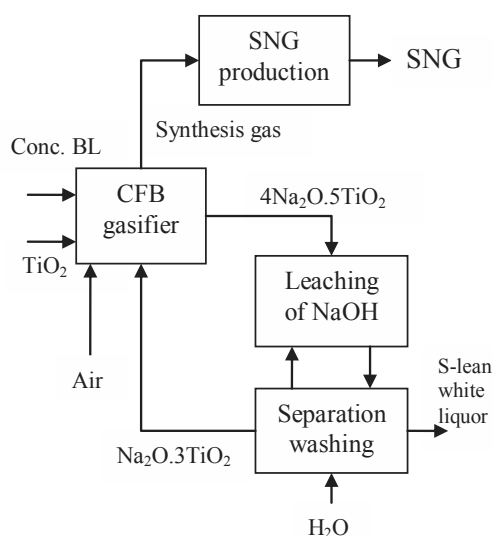 SNG
production
SNG
Synthesis gas
Conc. BL
CFB
gasifier
TiO₂
4Na₂O.5TiO₂
Leaching
of NaOH
Air
S-lean
white
liquor
Separation
washing
Na₂O.3TiO₂
H₂O